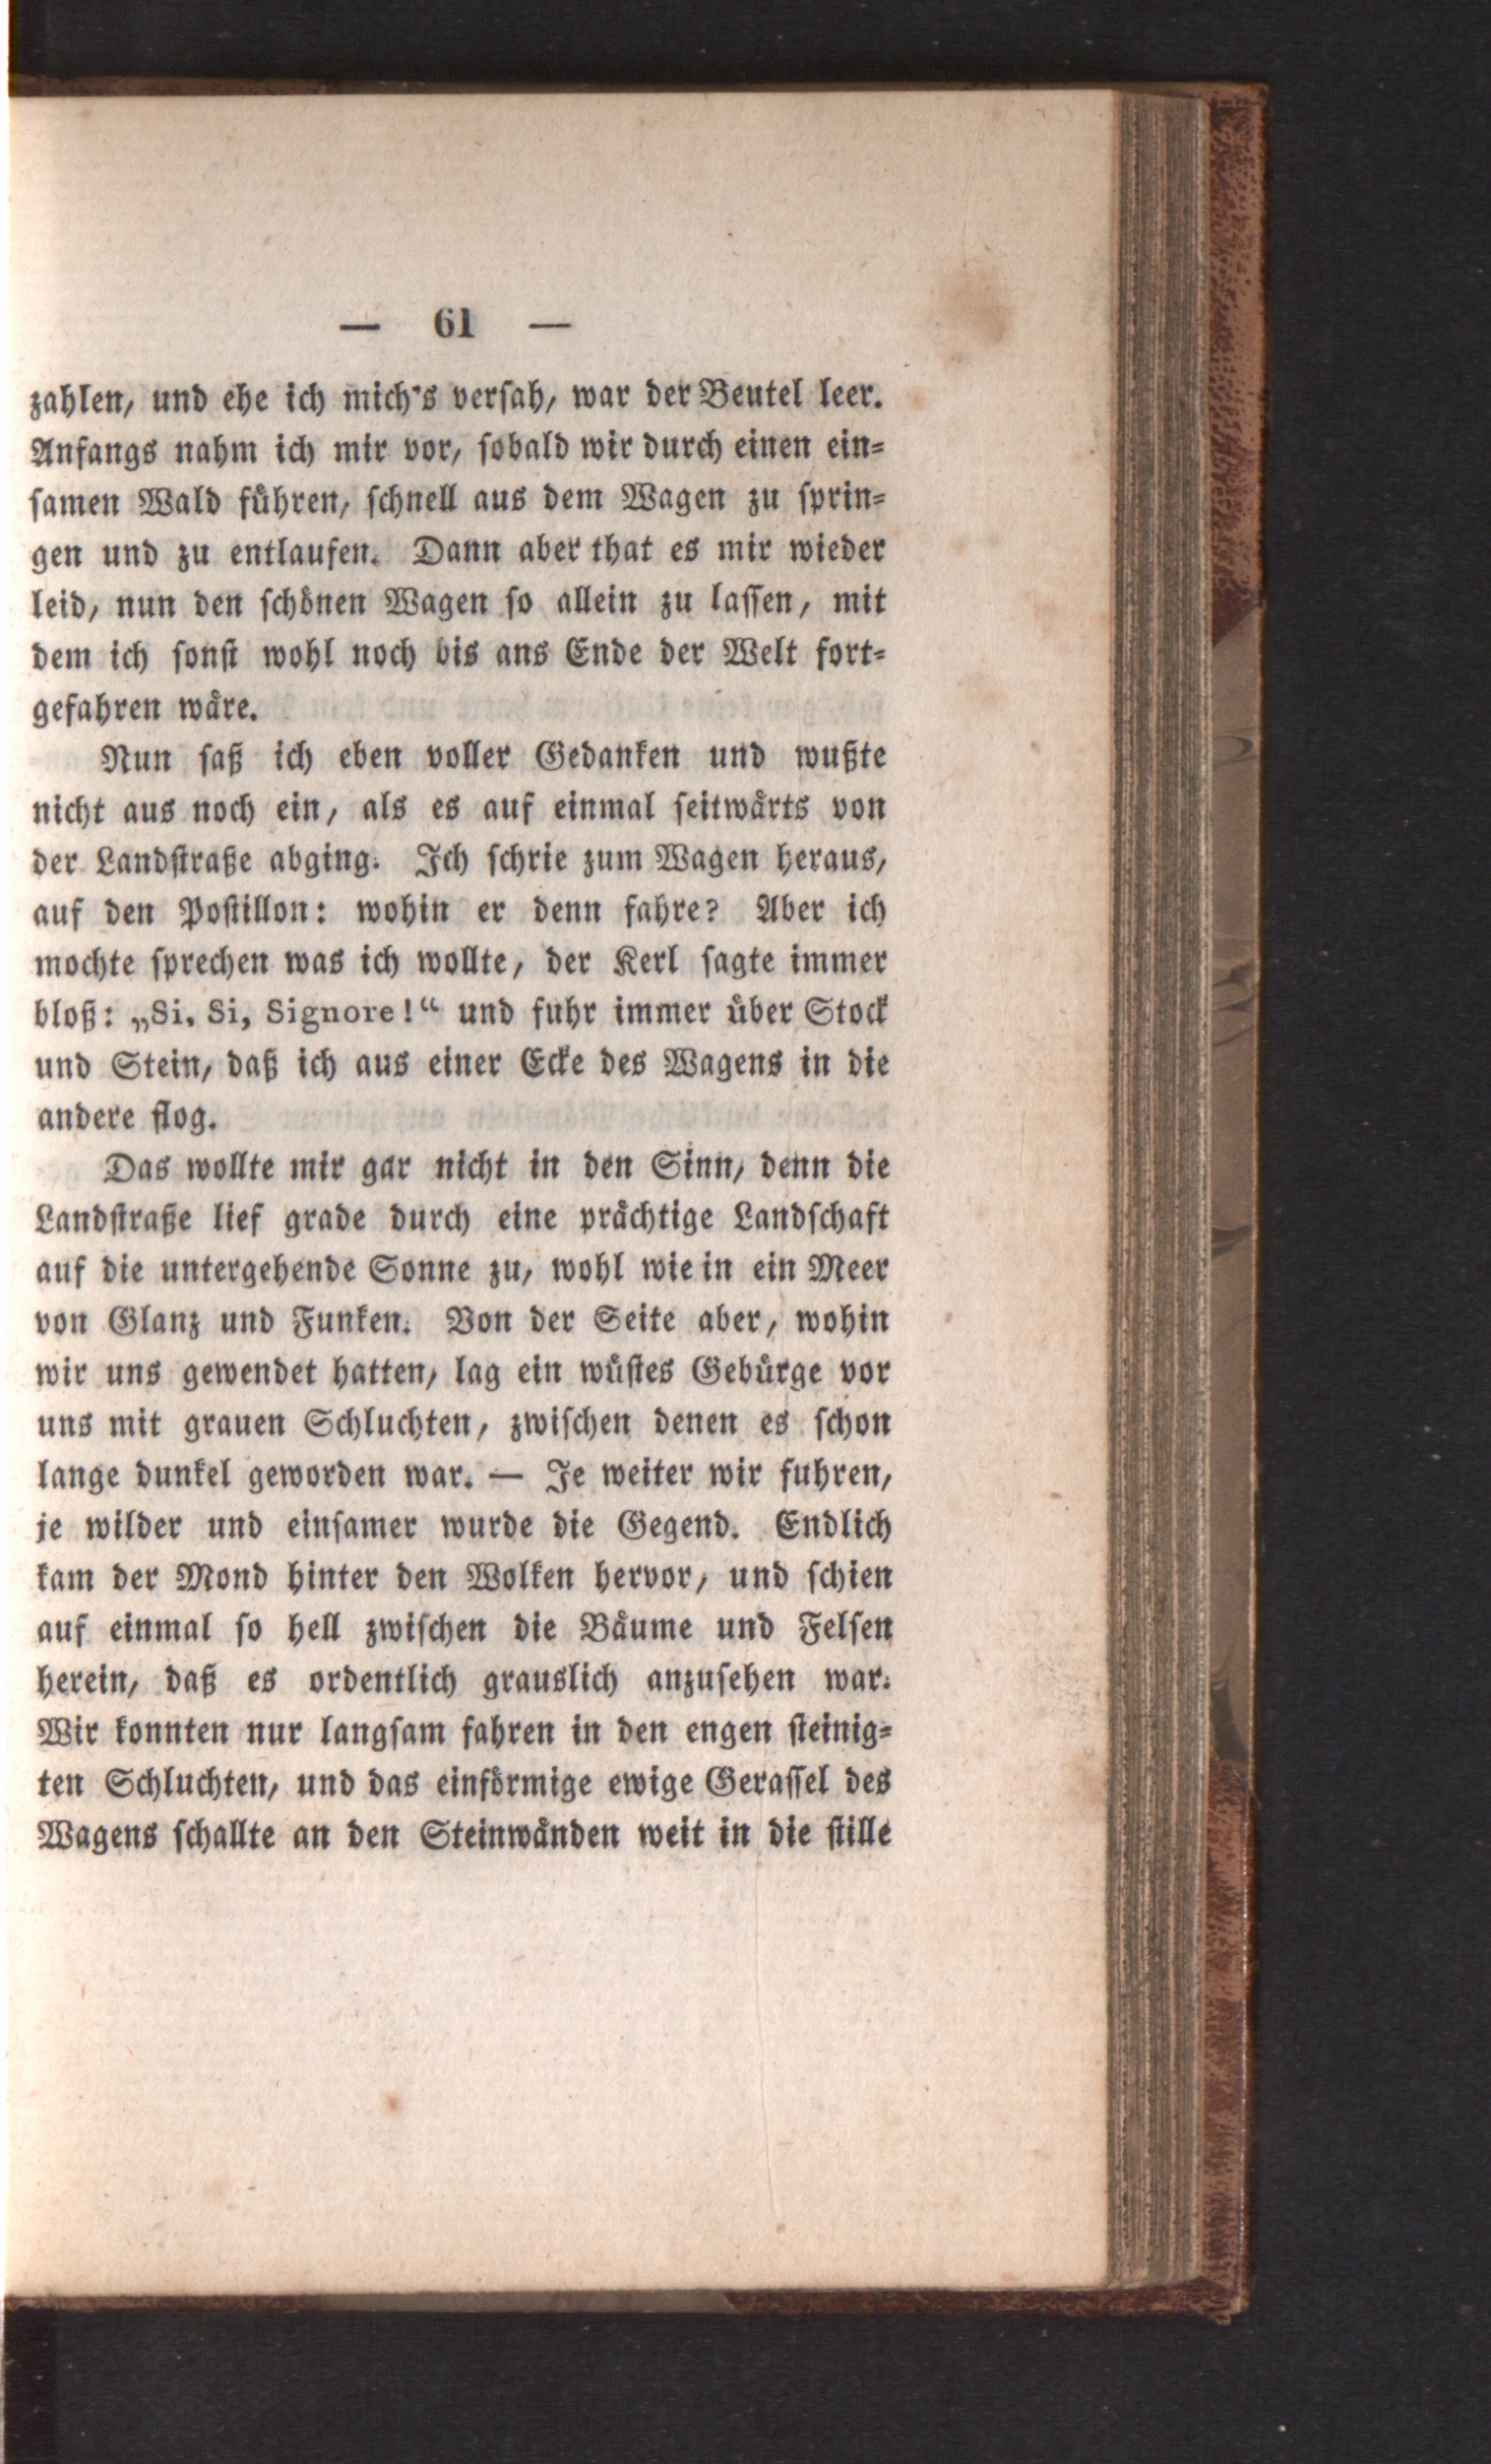 — 61 —
zahlen, und ehe ich mich's versah, war der Beutel leer.
Anfangs nahm ich mir vor, sobald wir durch einen ein=
samen Wald führen, schnell aus dem Wagen zu sprin=
gen und zu entlaufen. Dann aber that es mir wieder
leid, nun den schönen Wagen so allein zu lassen, mit
dem ich sonst wohl noch bis ans Ende der Welt fort=
gefahren wäre.
Nun saß ich eben voller Gedanken und wußte
nicht aus noch ein, als es auf einmal seitwärts von
der Landstraße abging. Ich schrie zum Wagen heraus,
auf den Postillon: wohin er denn fahre? Aber ich
mochte sprechen was ich wollte, der Kerl sagte immer
bloß: „Si, Si, Signore!“ und fuhr immer über Stock
und Stein, daß ich aus einer Ecke des Wagens in die
andere flog.
Das wollte mir gar nicht in den Sinn, denn die
Landstraße lief grade durch eine prächtige Landschaft
auf die untergehende Sonne zu, wohl wie in ein Meer
von Glanz und Funken. Von der Seite aber, wohin
wir uns gewendet hatten, lag ein wüstes Gebürge vor
uns mit grauen Schluchten, zwischen denen es schon
lange dunkel geworden war. — Je weiter wir fuhren,
je wilder und einsamer wurde die Gegend. Endlich
kam der Mond hinter den Wolken hervor, und schien
auf einmal so hell zwischen die Bäume und Felsen
herein, daß es ordentlich grauslich anzusehen war.
Wir konnten nur langsam fahren in den engen steinig=
ten Schluchten, und das einförmige ewige Gerassel des
Wagens schallte an den Steinwänden weit in die stille